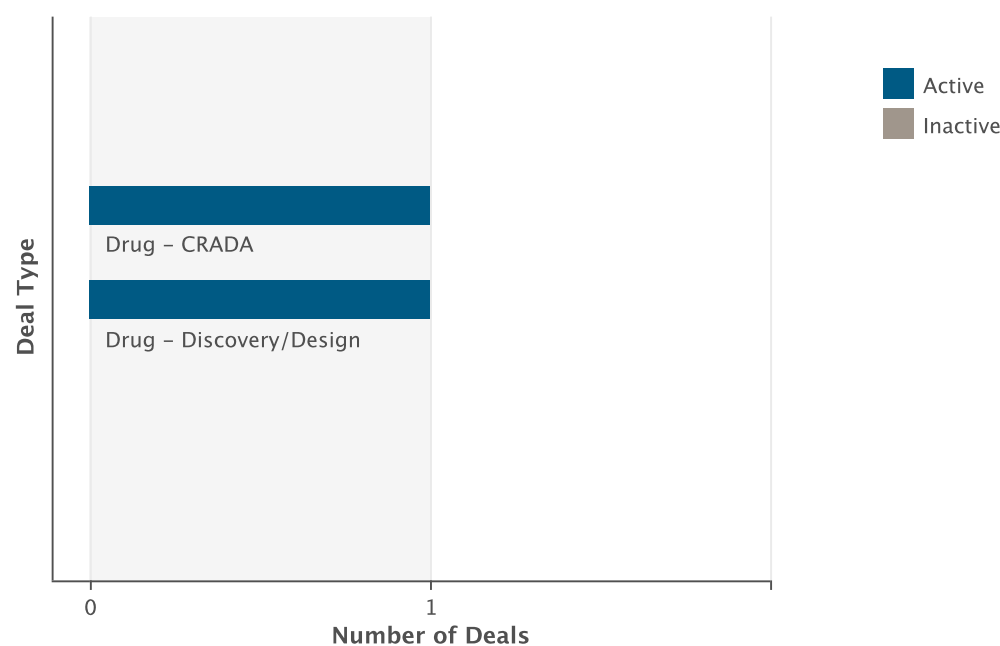 Active
Inactive
Deal Type
Drug – CRADA
Drug – Discovery/Design
0
1
Number of Deals